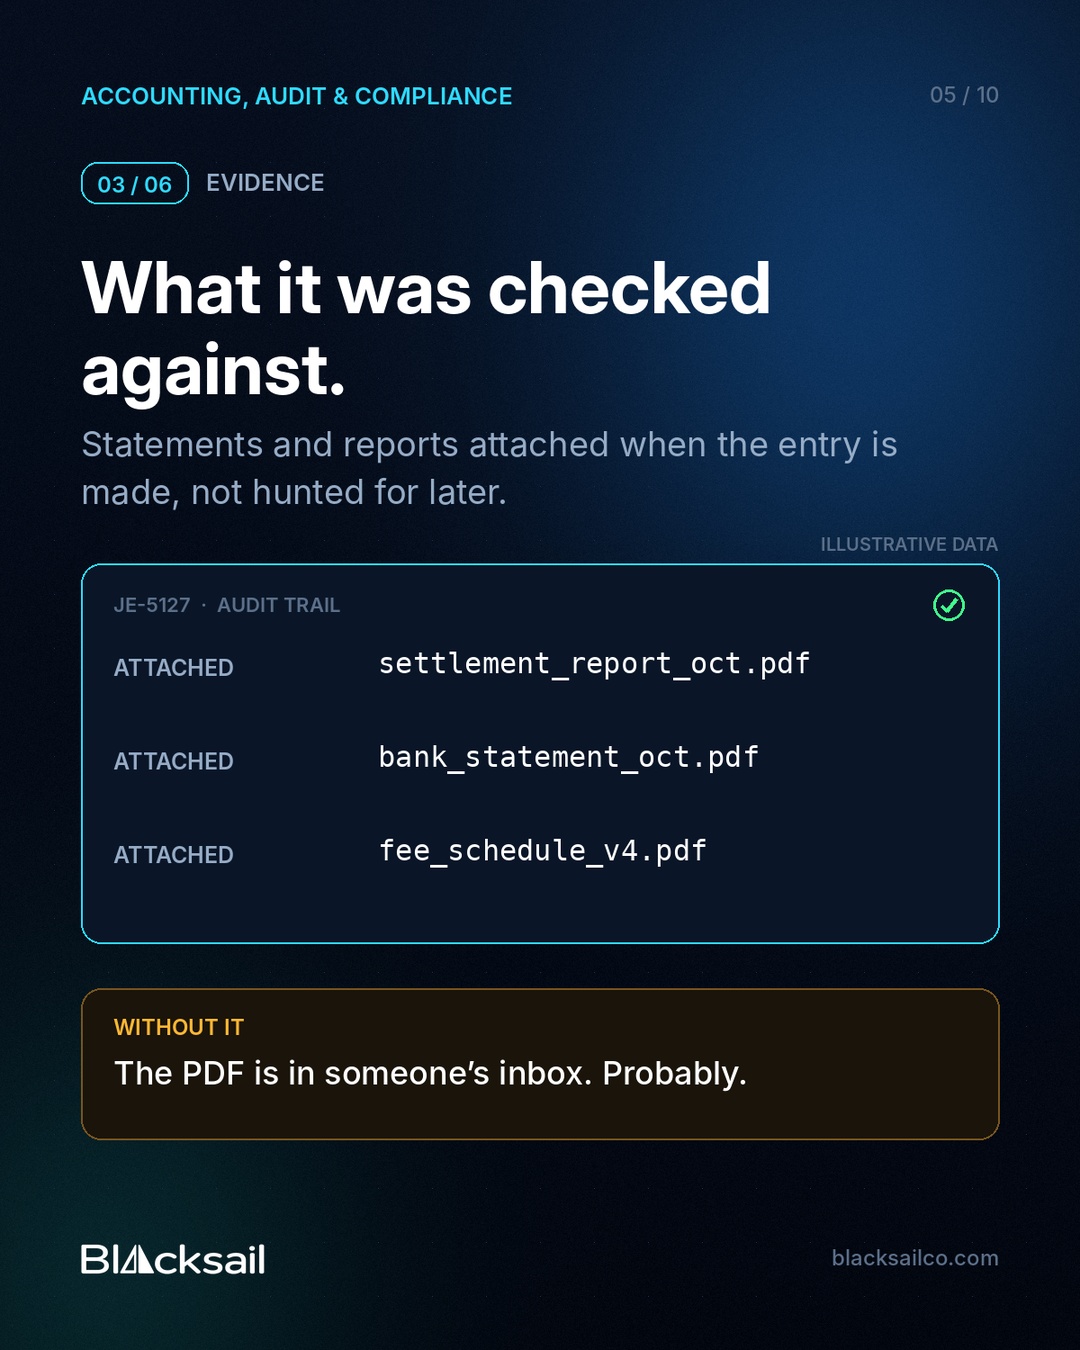 ACCOUNTING, AUDIT & COMPLIANCE
05 / 10
03 / 06
EVIDENCE
What it was checked
against.
Statements and reports attached when the entry is
made, not hunted for later.
ILLUSTRATIVE DATA
JE-5127 · AUDIT TRAIL
ATTACHED settlement_report_oct.pdf
ATTACHED bank_statement_oct.pdf
ATTACHED fee_schedule_v4.pdf
WITHOUT IT
The PDF is in someone’s inbox. Probably.
Blacksail
blacksailco.com